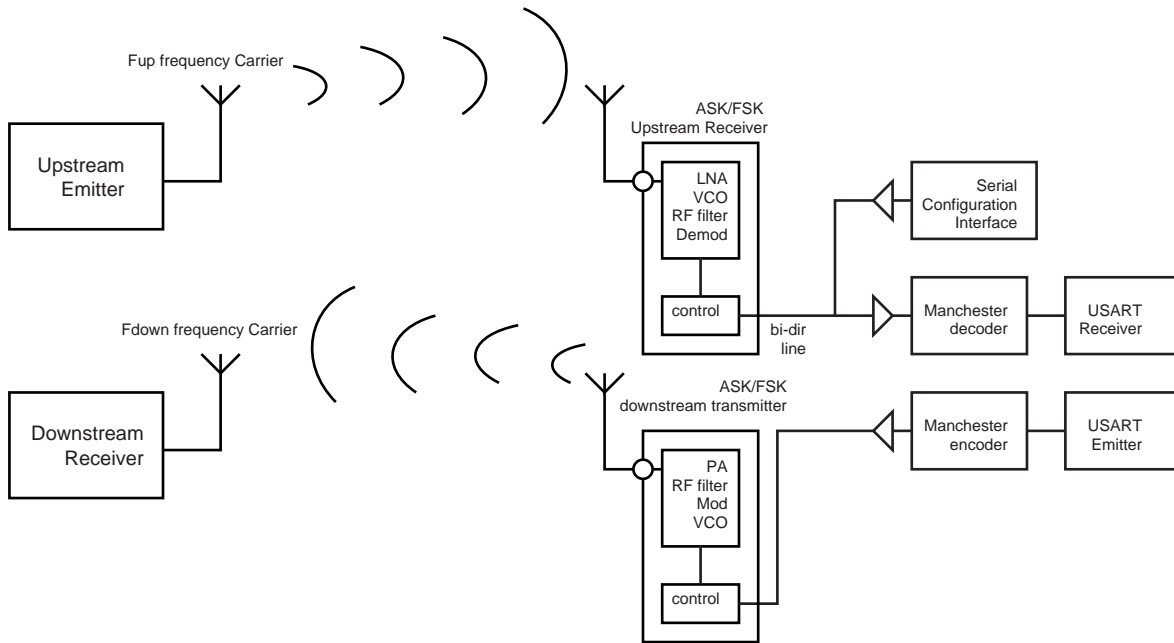 Fup frequency Carrier
Upstream
Emitter
ASK/FSK
Upstream Receiver
LNA
VCO
RF filter
Demod
control
bi-dir
line
Serial
Configuration
Interface
Manchester
decoder
USART
Receiver
Fdown frequency Carrier
Downstream
Receiver
ASK/FSK
downstream transmitter
PA
RF filter
Mod
VCO
control
Manchester
encoder
USART
Emitter